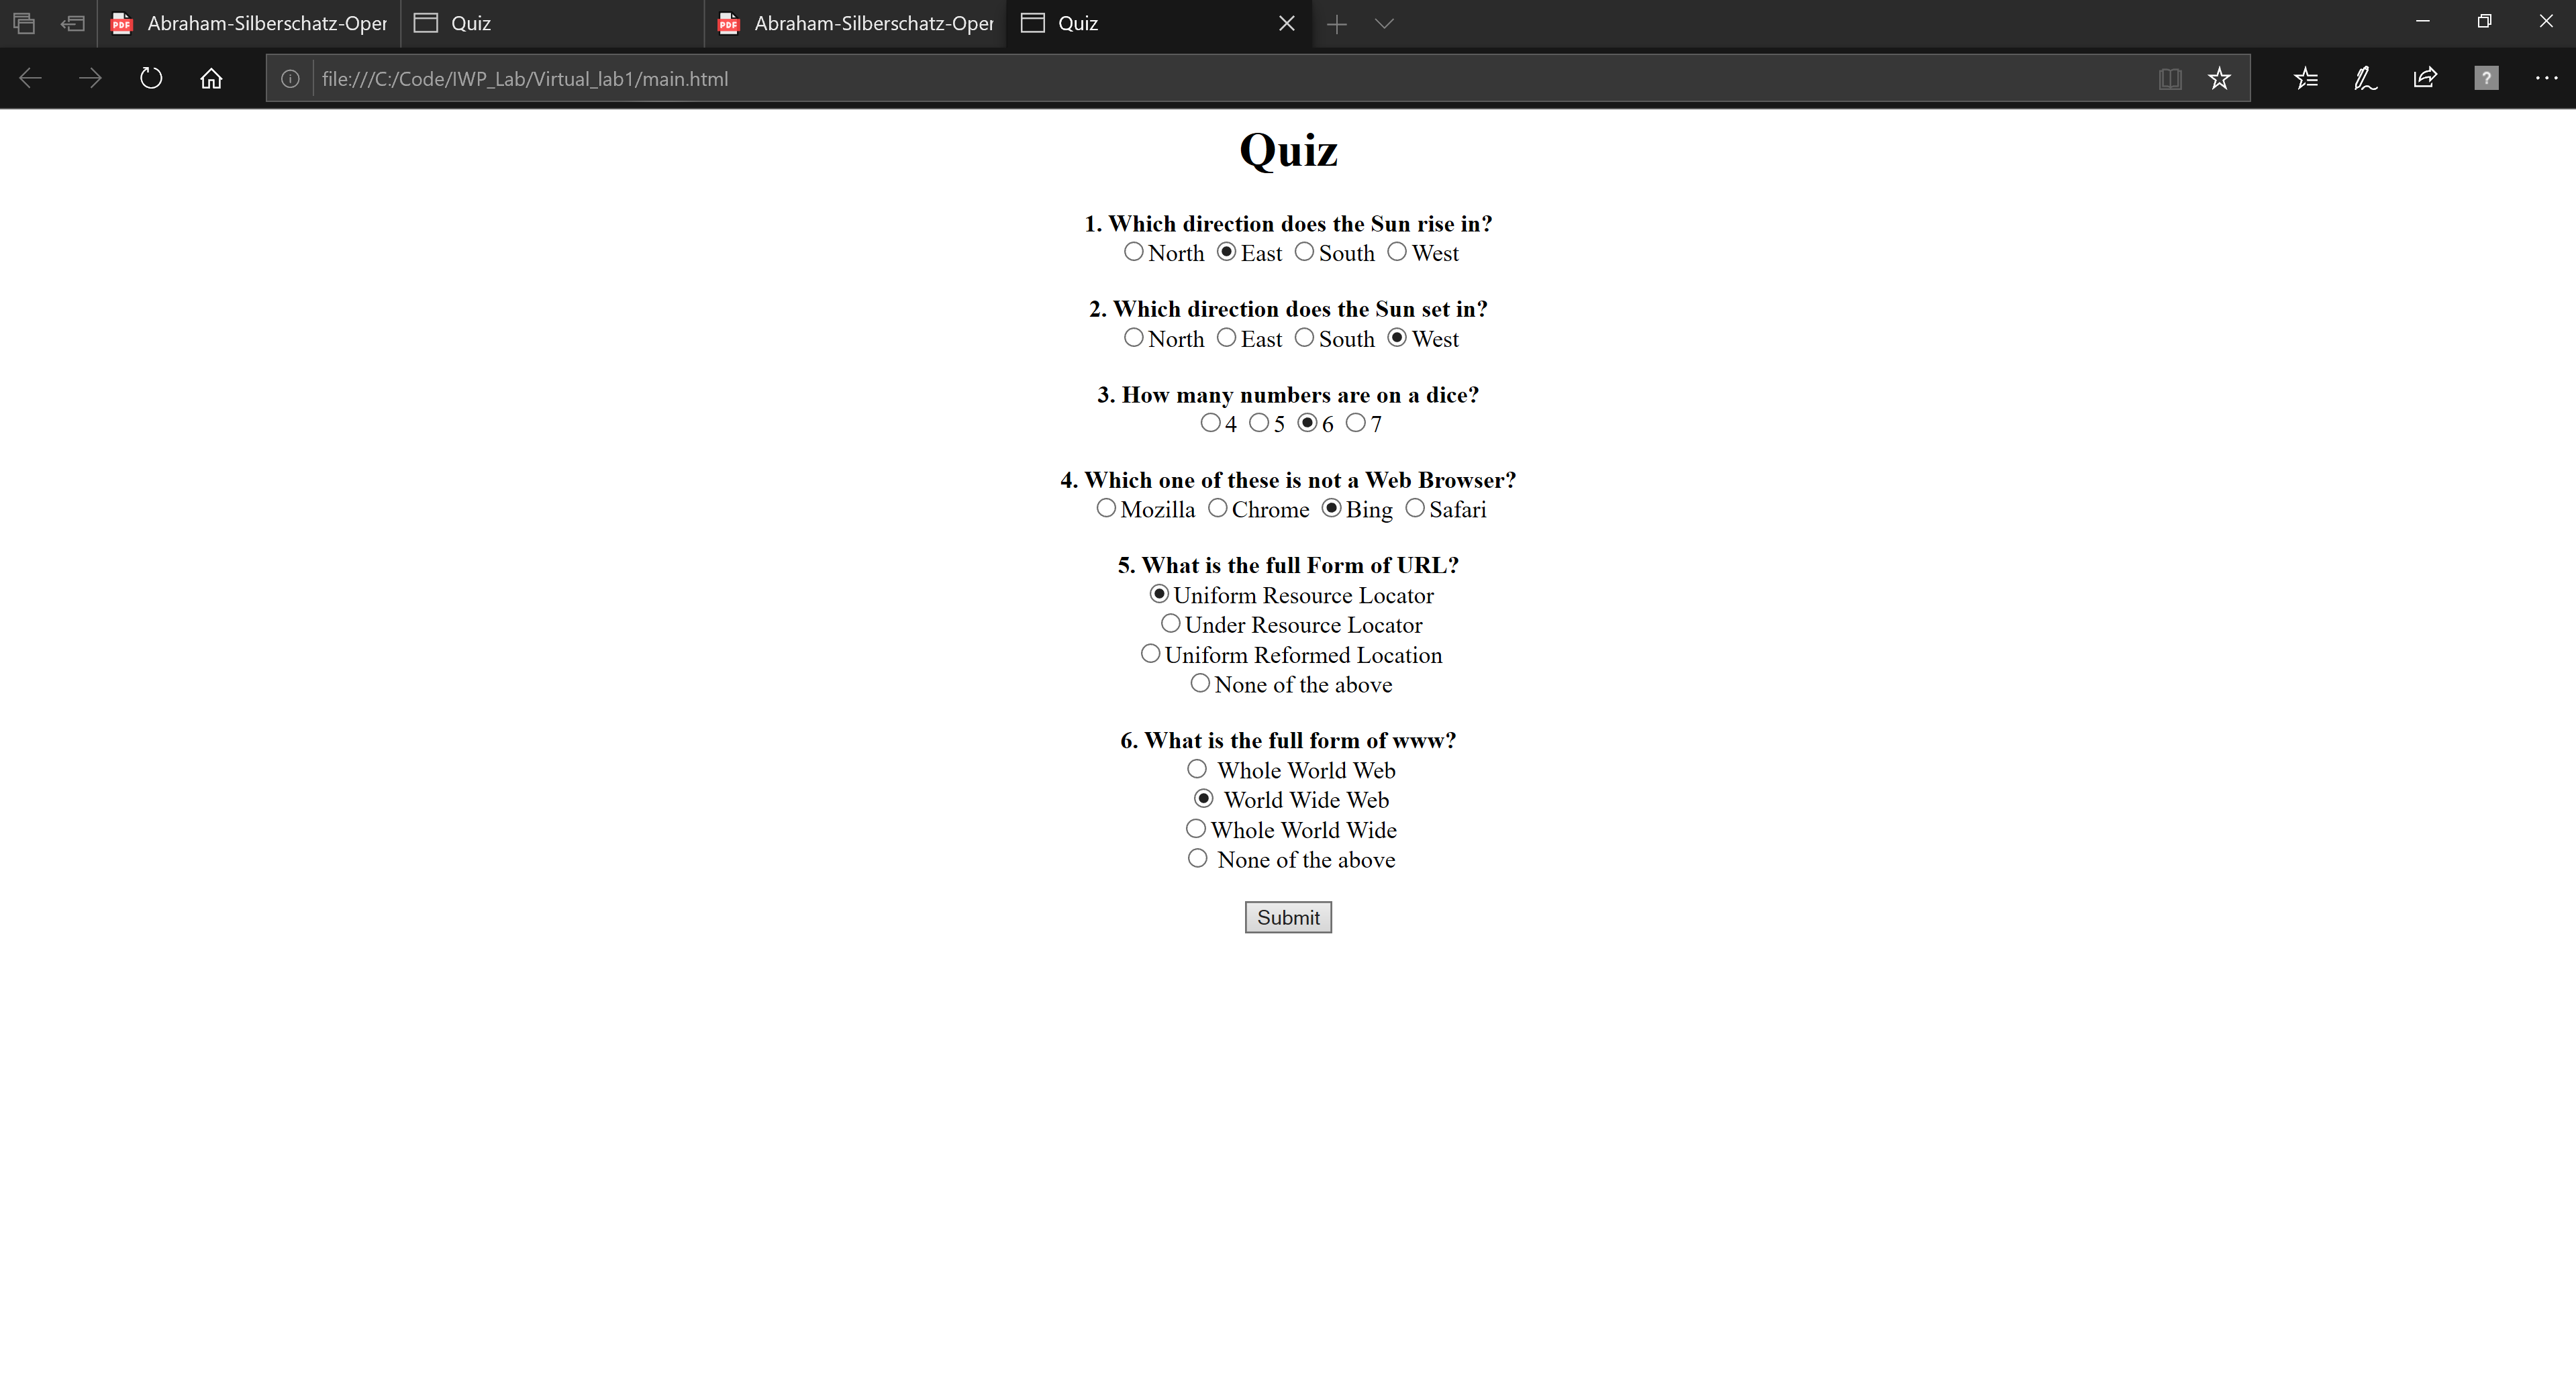 Abraham-Silberschatz-Oper
Quiz
Abraham-Silberschatz-Oper
Quiz
file:///C:/Code/IWP_Lab/Virtual_lab1/main.html
Quiz
1. Which direction does the Sun rise in?
North East South West
2. Which direction does the Sun set in?
North East South West
3. How many numbers are on a dice?
4 5 6 7
4. Which one of these is not a Web Browser?
Mozilla Chrome Bing Safari
5. What is the full Form of URL?
Uniform Resource Locator
Under Resource Locator
Uniform Reformed Location
None of the above
6. What is the full form of www?
Whole World Web
World Wide Web
Whole World Wide
None of the above
Submit